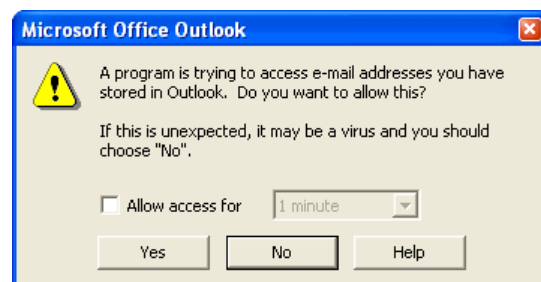 Microsoft Office Outlook
A program is trying to access e-mail addresses you have
stored in Outlook. Do you want to allow this?
If this is unexpected, it may be a virus and you should
choose "No".
Allow access for 1 minute
Yes No Help